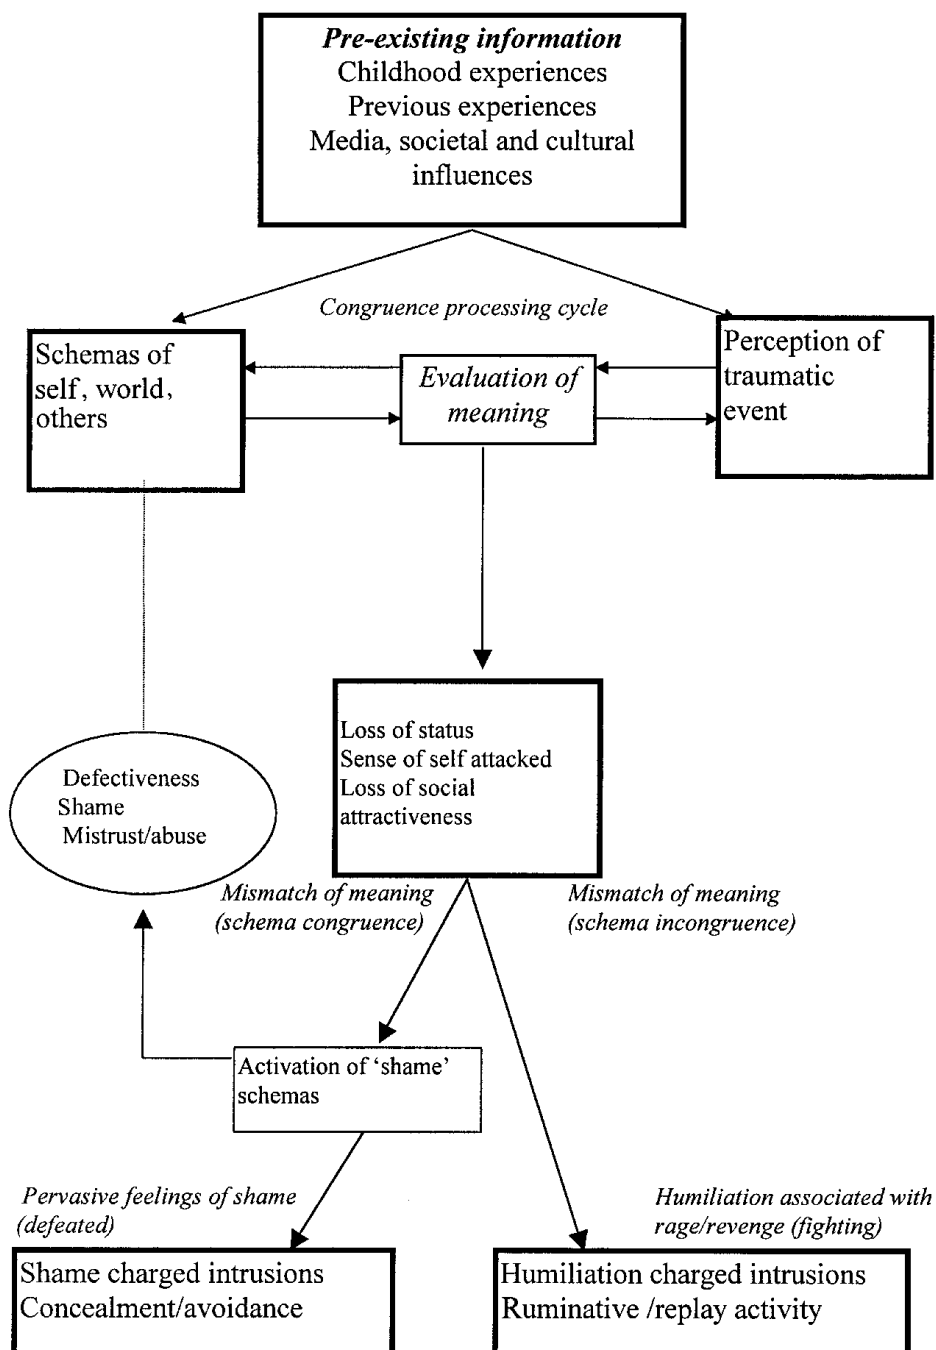 Pre-existing information
Childhood experiences
Previous experiences
Media, societal and cultural
influences
Congruence processing cycle
Schemas of
self, world,
others
Evaluation of
meaning
Perception of
traumatic
event
Loss of status
Sense of self attacked
Loss of social
attractiveness
Defectiveness
Shame
Mistrust/abuse
Mismatch of meaning
(schema congruence)
Mismatch of meaning
(schema incongruence)
Activation of ‘shame’
schemas
Pervasive feelings of shame
(defeated)
Humiliation associated with
rage/revenge (fighting)
Shame charged intrusions
Concealment/avoidance
Humiliation charged intrusions
Ruminative /replay activity